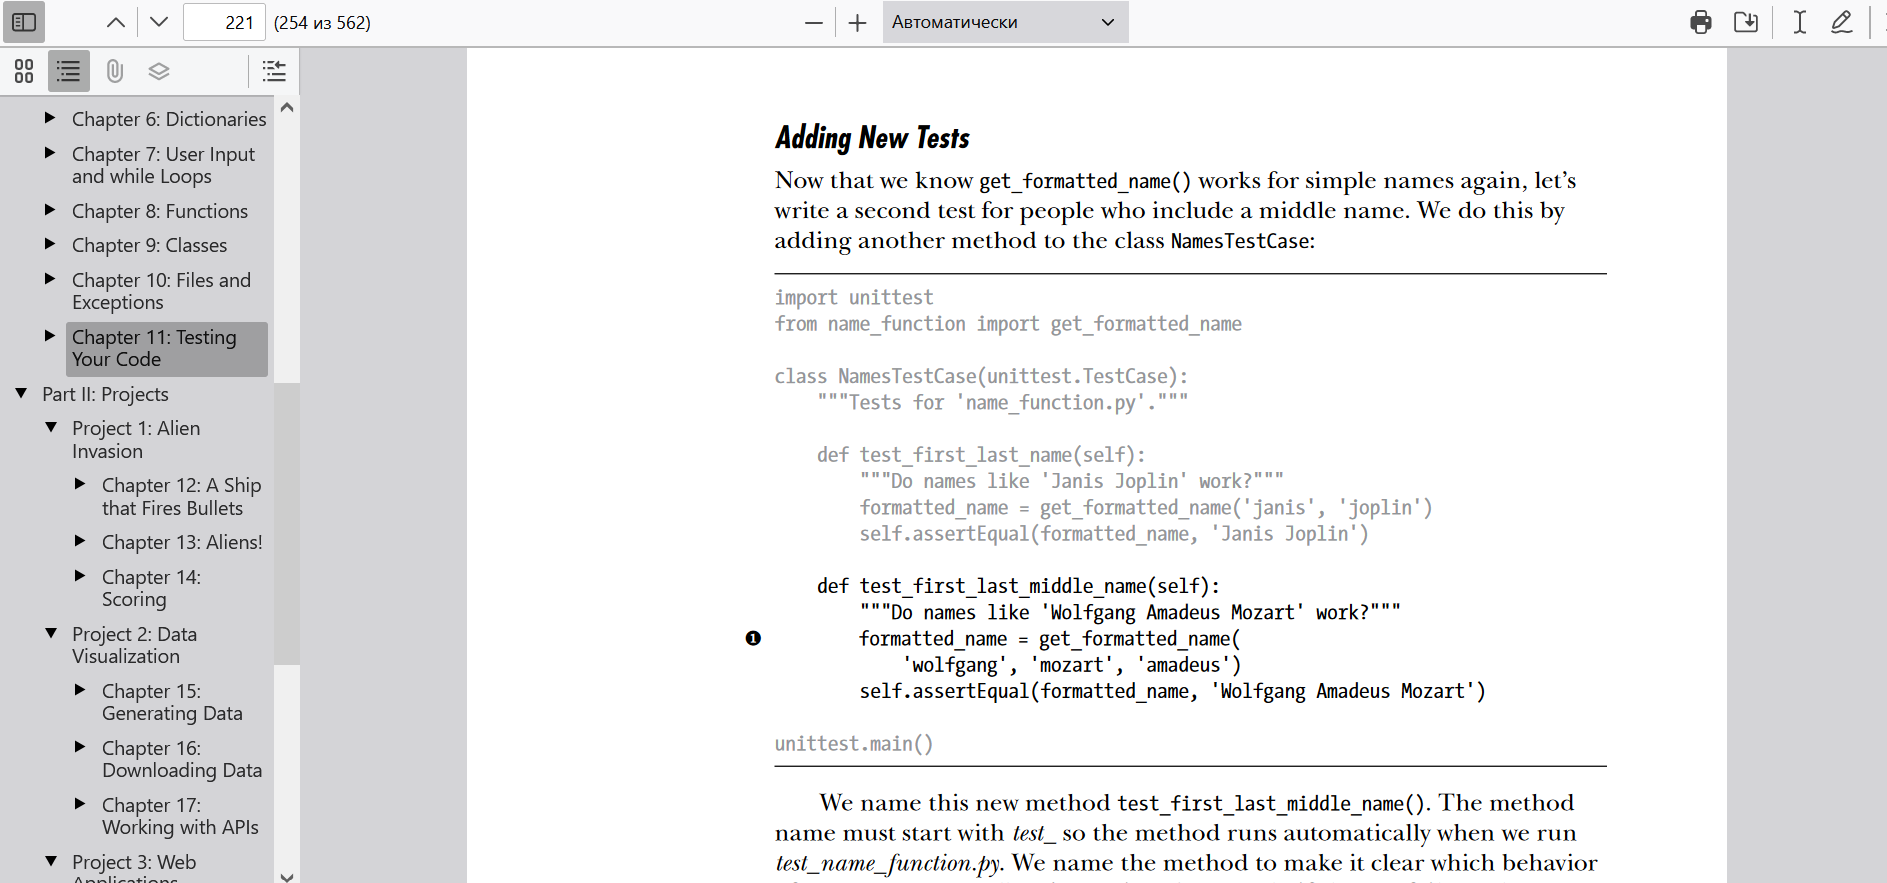 221 (254 из 562)
Автоматически
Chapter 6: Dictionaries
Chapter 7: User Input
and while Loops
Chapter 8: Functions
Chapter 9: Classes
Chapter 10: Files and
Exceptions
Chapter 11: Testing
Your Code
Part II: Projects
Project 1: Alien
Invasion
Chapter 12: A Ship
that Fires Bullets
Chapter 13: Aliens!
Chapter 14:
Scoring
Project 2: Data
Visualization
Chapter 15:
Generating Data
Chapter 16:
Downloading Data
Chapter 17:
Working with APIs
Project 3: Web
Applications
Adding New Tests
Now that we know get_formatted_name() works for simple names again, let’s
write a second test for people who include a middle name. We do this by
adding another method to the class NamesTestCase:
import unittest
from name_function import get_formatted_name
class NamesTestCase(unittest.TestCase):
"""Tests for 'name_function.py'."""
def test_first_last_name(self):
"""Do names like 'Janis Joplin' work?"""
formatted_name = get_formatted_name('janis', 'joplin')
self.assertEqual(formatted_name, 'Janis Joplin')
def test_first_last_middle_name(self):
"""Do names like 'Wolfgang Amadeus Mozart' work?"""
❶ formatted_name = get_formatted_name(
'wolfgang', 'mozart', 'amadeus')
self.assertEqual(formatted_name, 'Wolfgang Amadeus Mozart')
unittest.main()
We name this new method test_first_last_middle_name(). The method
name must start with test_ so the method runs automatically when we run
test_name_function.py. We name the method to make it clear which behavior